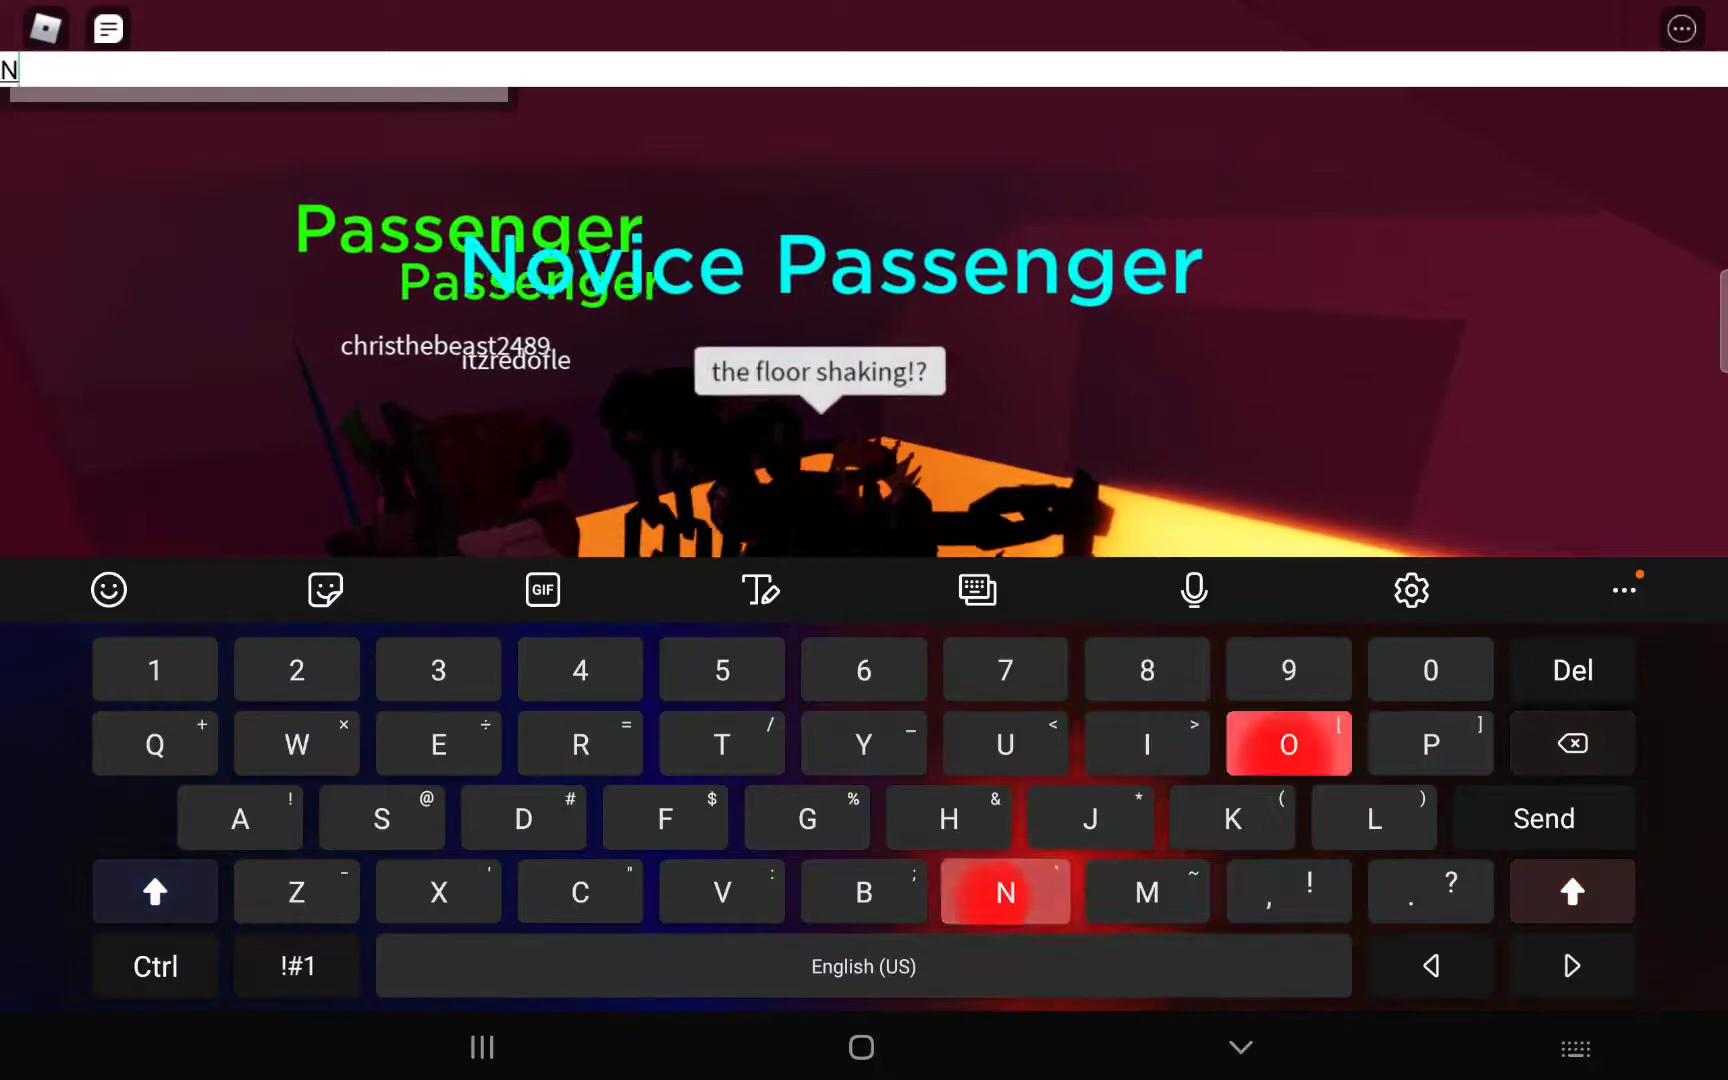 N
Passenger
Novice Passenger
Passenger
christhebeast2489
itzredofle
the floor shaking!?
GIF
1 2 3 4 5 6 7 8 9 0 Del
Q + W × E ÷ R = T / Y _ U < I > O [ P ]
A ! S @ D # F $ G % H & J * K ( L ) Send
Z - X ' C " V : B ; N ` M ~ , ! . ?
Ctrl !#1 English (US)